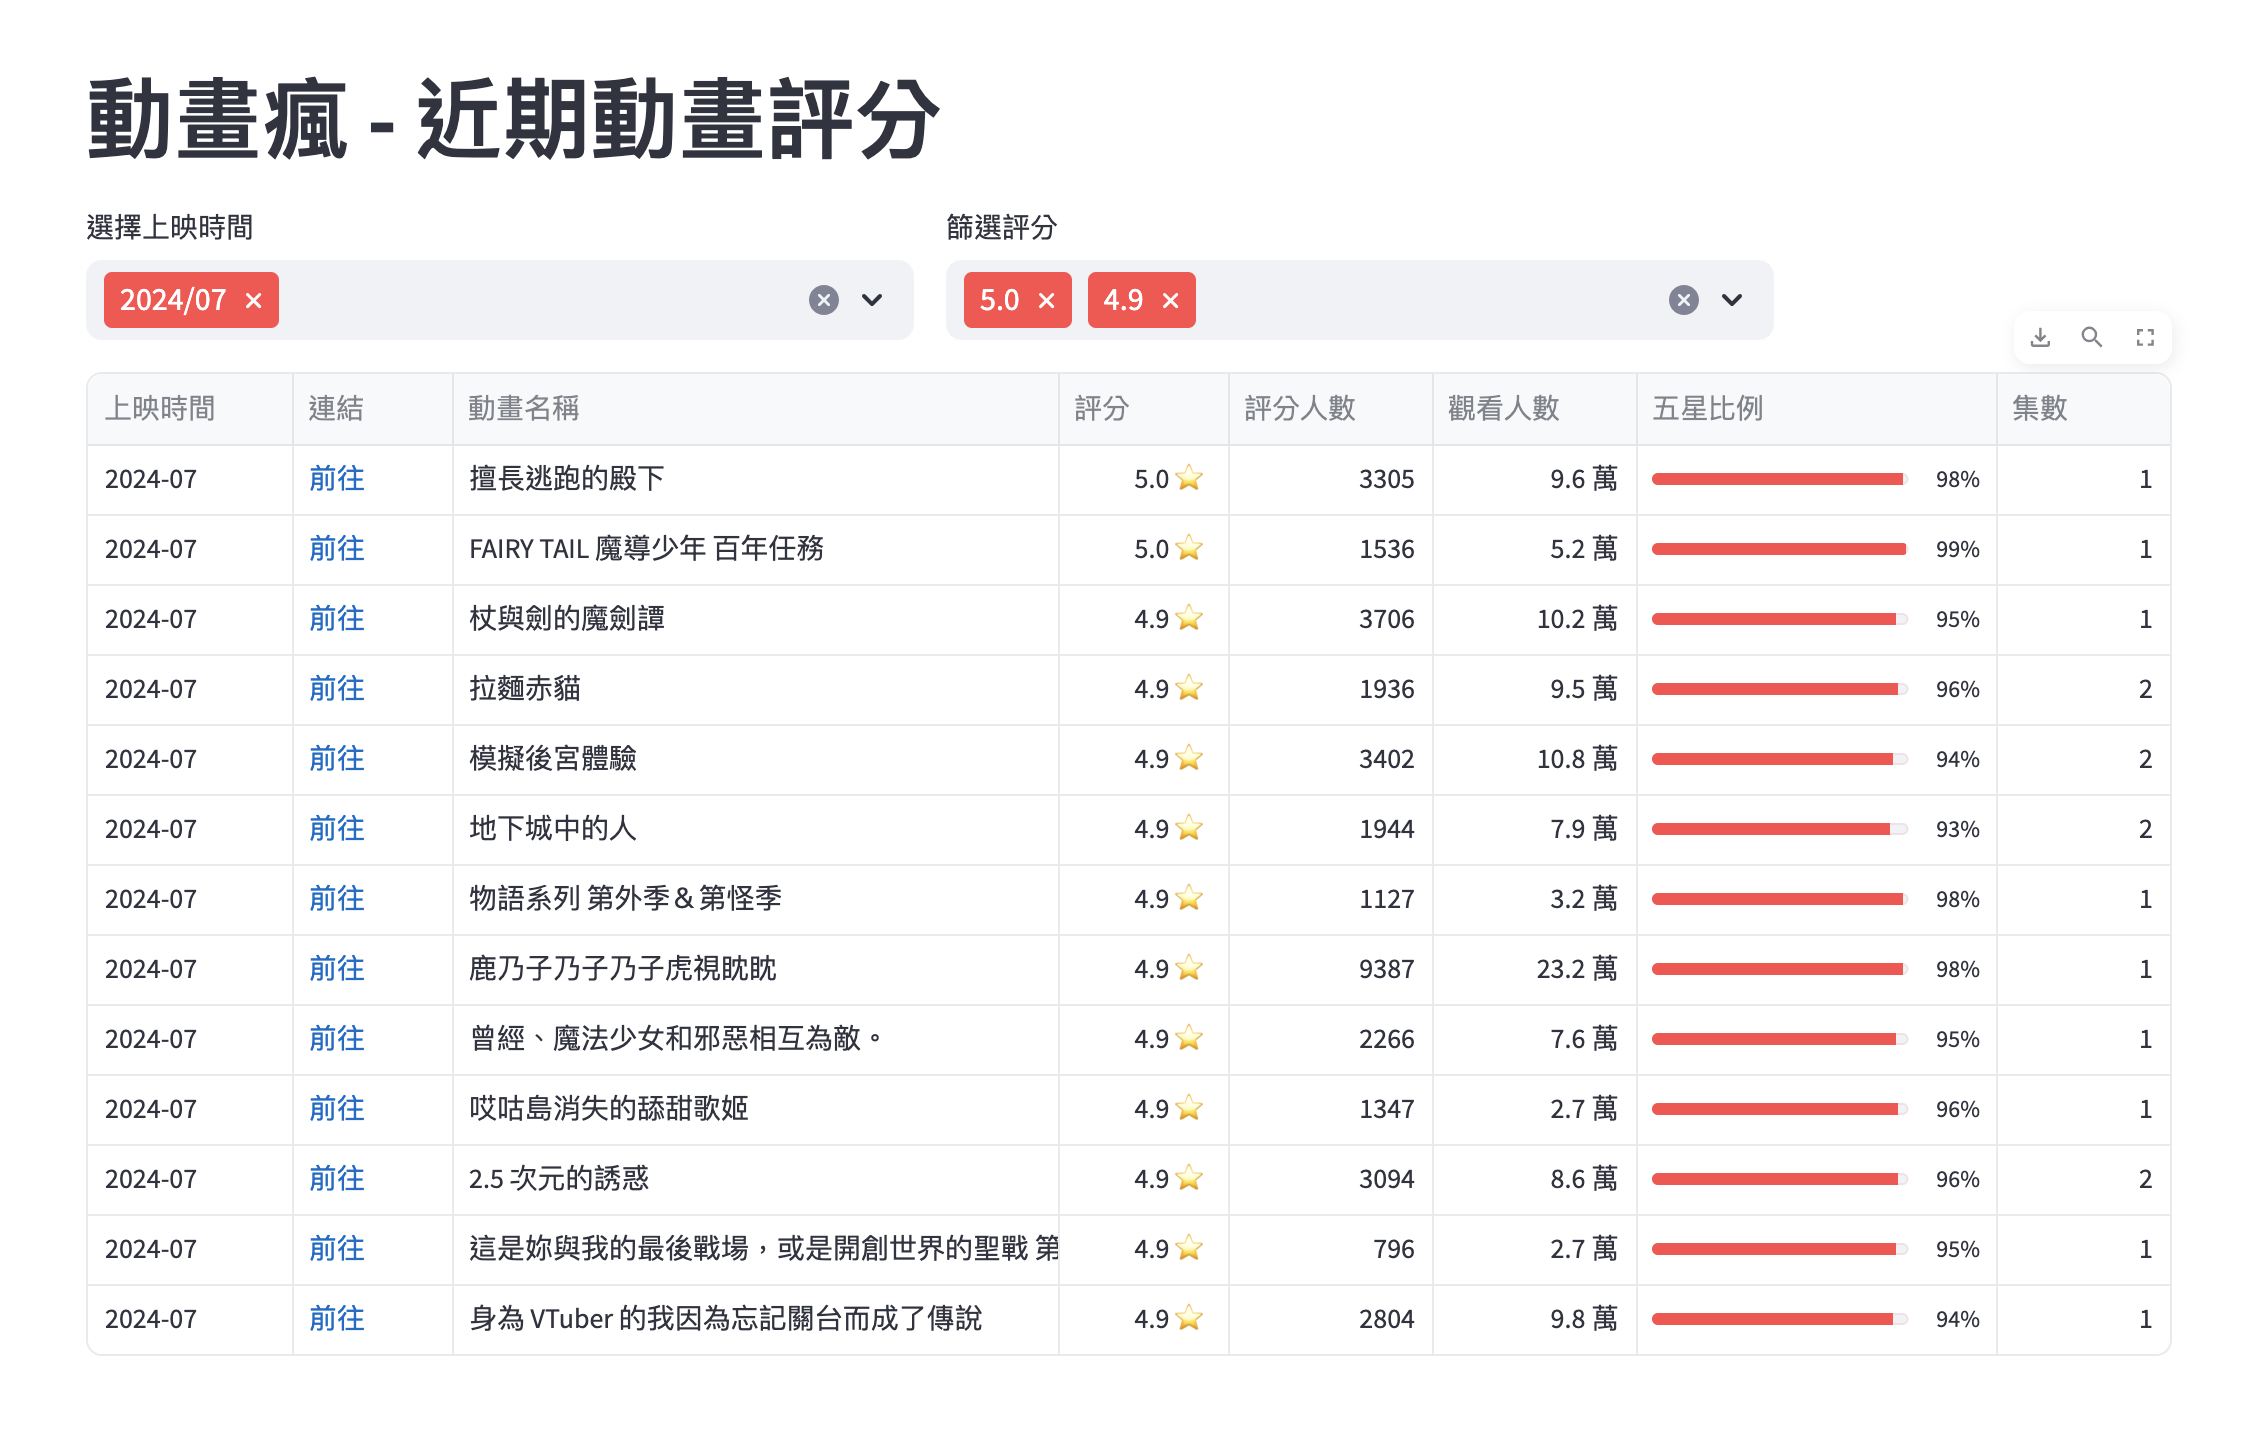 動畫瘋 - 近期動畫評分
選擇上映時間 篩選評分
2024/07 5.0 4.9
上映時間 連結 動畫名稱 評分 評分人數 觀看人數 五星比例 集數
2024-07 前往 擅長逃跑的殿下 5.0⭐ 3305 9.6 萬 98% 1
2024-07 前往 FAIRY TAIL 魔導少年 百年任務 5.0⭐ 1536 5.2 萬 99% 1
2024-07 前往 杖與劍的魔劍譚 4.9⭐ 3706 10.2 萬 95% 1
2024-07 前往 拉麵赤貓 4.9⭐ 1936 9.5 萬 96% 2
2024-07 前往 模擬後宮體驗 4.9⭐ 3402 10.8 萬 94% 2
2024-07 前往 地下城中的人 4.9⭐ 1944 7.9 萬 93% 2
2024-07 前往 物語系列 第外季＆第怪季 4.9⭐ 1127 3.2 萬 98% 1
2024-07 前往 鹿乃子乃子乃子虎視眈眈 4.9⭐ 9387 23.2 萬 98% 1
2024-07 前往 曾經、魔法少女和邪惡相互為敵。 4.9⭐ 2266 7.6 萬 95% 1
2024-07 前往 哎咕島消失的舔甜歌姬 4.9⭐ 1347 2.7 萬 96% 1
2024-07 前往 2.5 次元的誘惑 4.9⭐ 3094 8.6 萬 96% 2
2024-07 前往 這是妳與我的最後戰場，或是開創世界的聖戰 第 4.9⭐ 796 2.7 萬 95% 1
2024-07 前往 身為 VTuber 的我因為忘記關台而成了傳說 4.9⭐ 2804 9.8 萬 94% 1